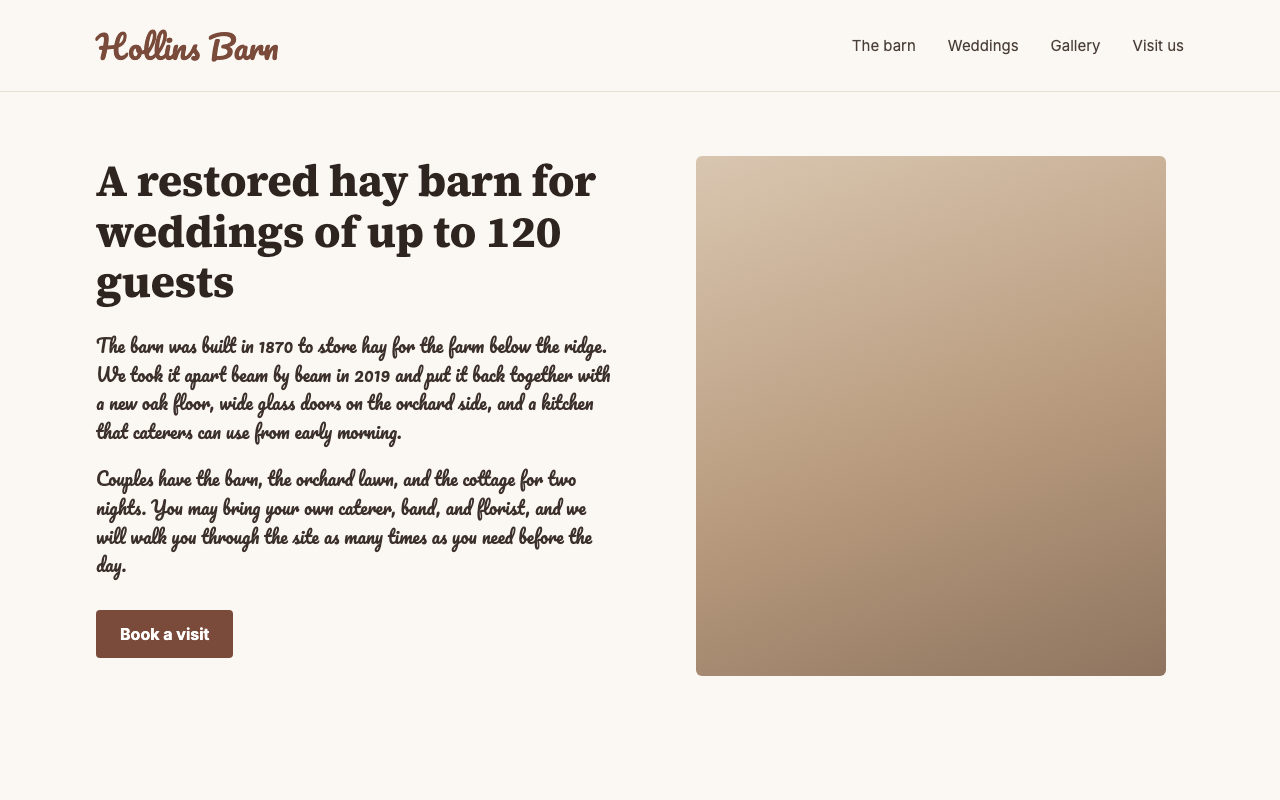 Hollins Barn
The barn Weddings Gallery Visit us
A restored hay barn for
weddings of up to 120
guests
The barn was built in 1870 to store hay for the farm below the ridge.
We took it apart beam by beam in 2019 and put it back together with
a new oak floor, wide glass doors on the orchard side, and a kitchen
that caterers can use from early morning.
Couples have the barn, the orchard lawn, and the cottage for two
nights. You may bring your own caterer, band, and florist, and we
will walk you through the site as many times as you need before the
day.
Book a visit